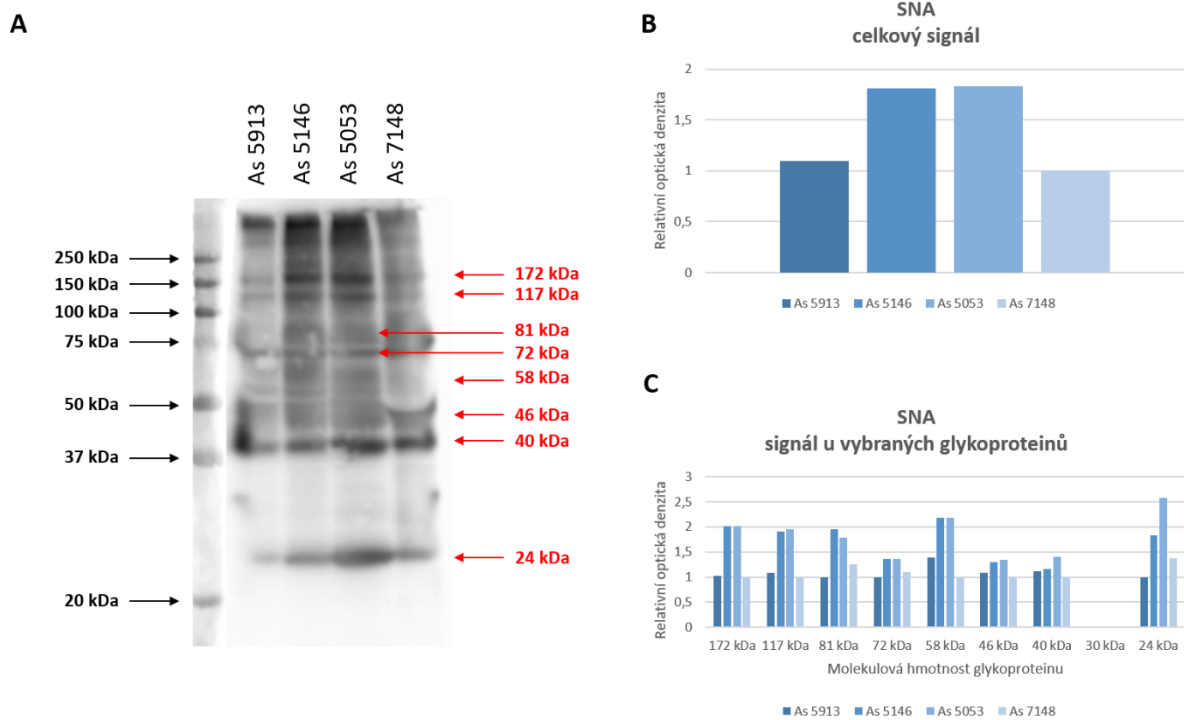 A
As 5913
As 5146
As 5053
As 7148
250 kDa
150 kDa
100 kDa
75 kDa
50 kDa
37 kDa
20 kDa
172 kDa
117 kDa
81 kDa
72 kDa
58 kDa
46 kDa
40 kDa
24 kDa
B
SNA
celkový signál
Relativní optická denzita
2
1,5
1
0,5
0
As 5913 As 5146 As 5053 As 7148
C
SNA
signál u vybraných glykoproteinů
Relativní optická denzita
3
2,5
2
1,5
1
0,5
0
172 kDa 117 kDa 81 kDa 72 kDa 58 kDa 46 kDa 40 kDa 30 kDa 24 kDa
Molekulová hmotnost glykoproteinu
As 5913 As 5146 As 5053 As 7148